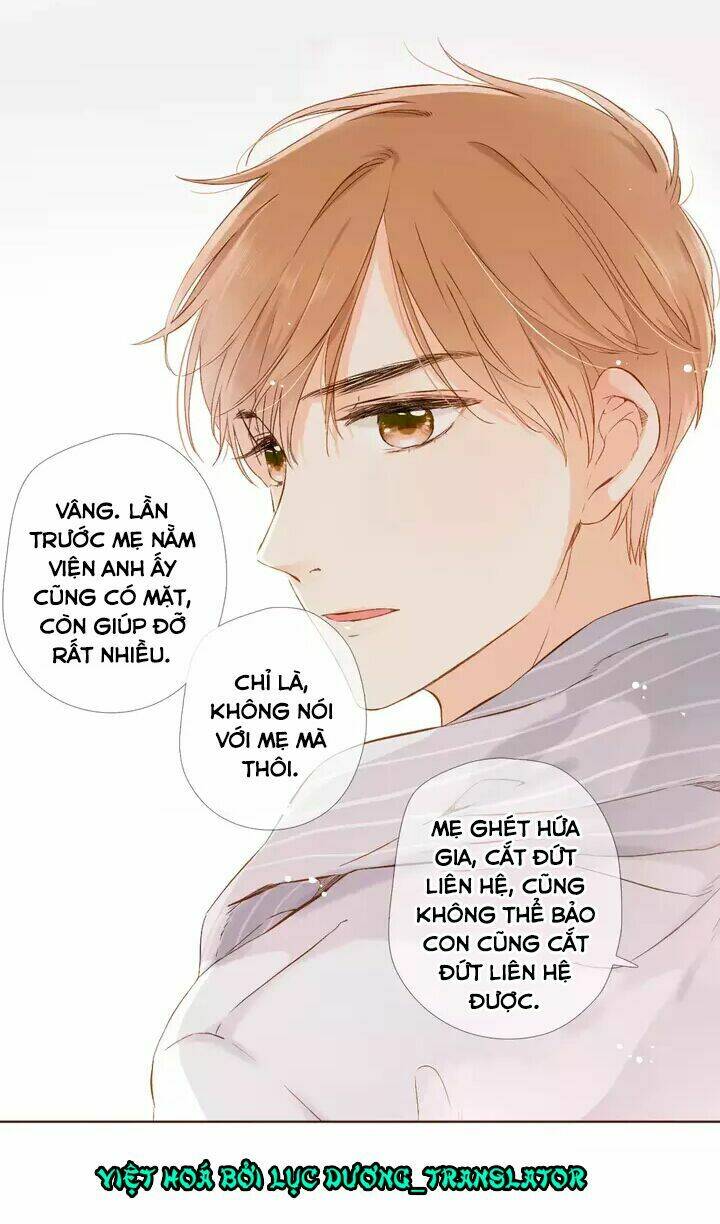 VÂNG. LẦN
TRƯỚC MẸ NẰM
VIỆN ANH ẤY
CŨNG CÓ MẶT,
CÒN GIÚP ĐỠ
RẤT NHIỀU.
CHỈ LÀ,
KHÔNG NÓI
VỚI MẸ MÀ
THÔI.
MẸ GHÉT HỨA
GIA, CẮT ĐỨT
LIÊN HỆ, CŨNG
KHÔNG THỂ BẢO
CON CŨNG CẮT
ĐỨT LIÊN HỆ
ĐƯỢC.
VIỆT HOÁ BỞI LỤC DƯƠNG_TRANSLATOR